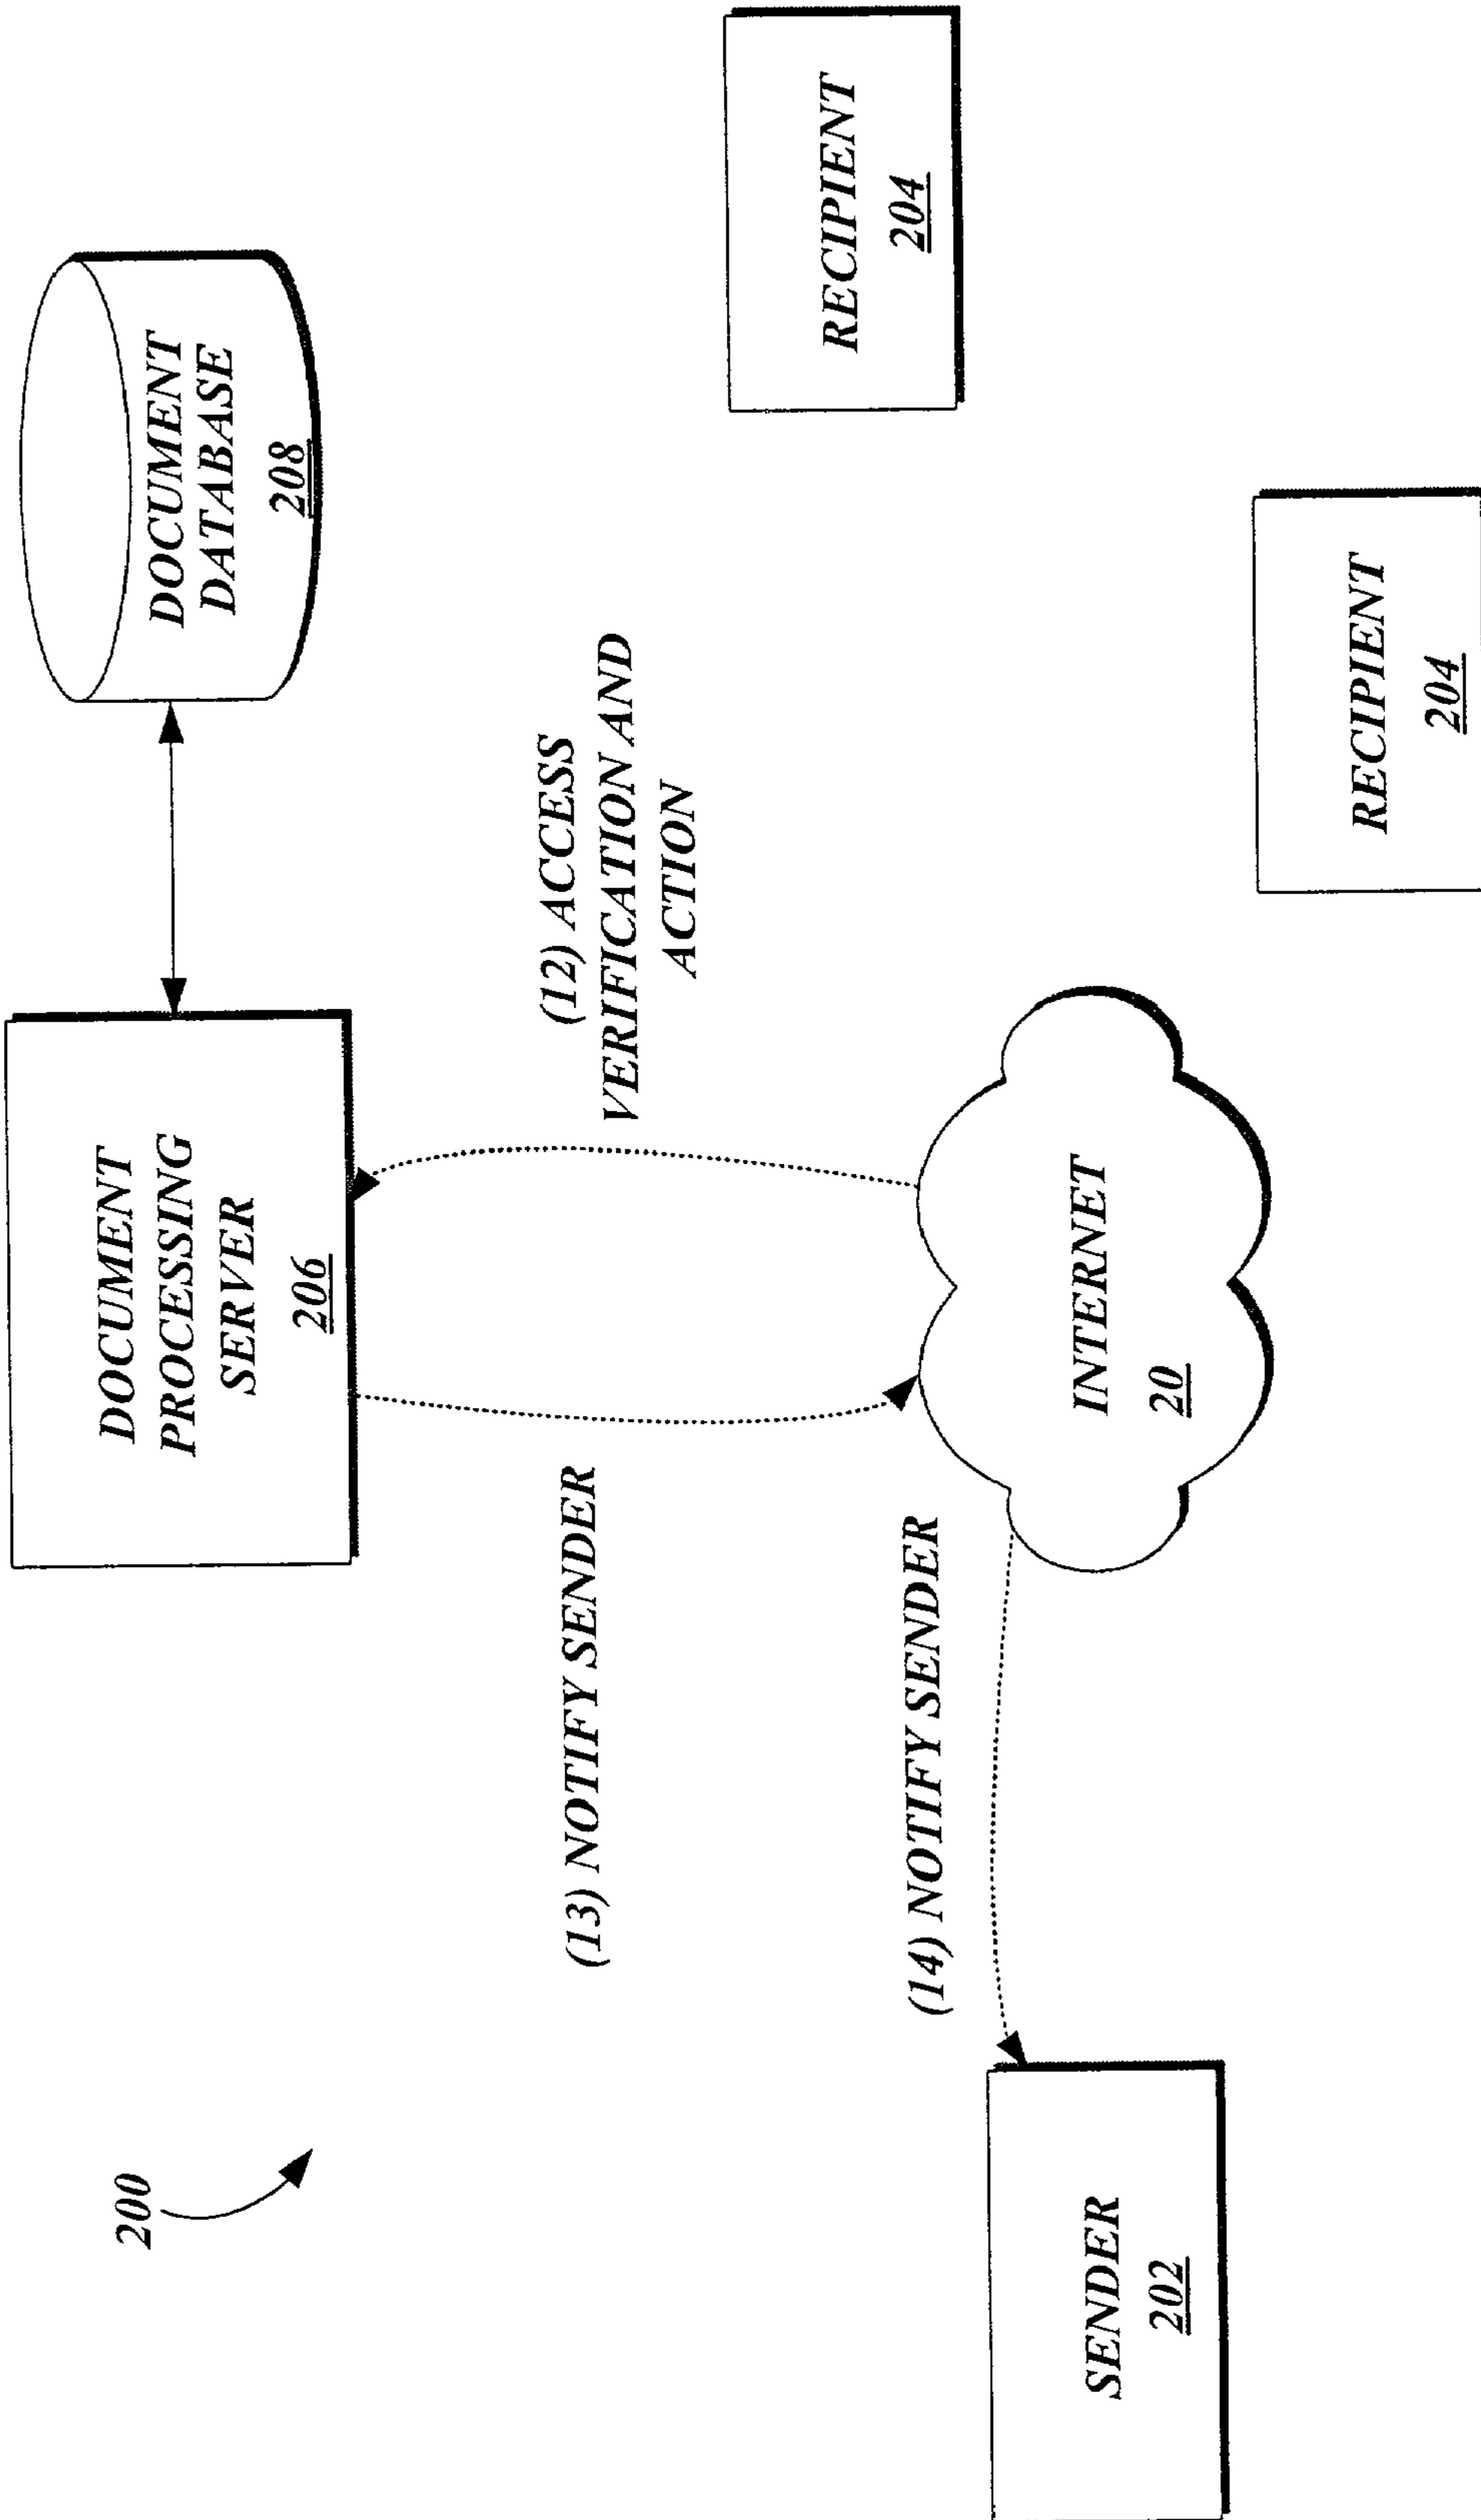 200
DOCUMENT
PROCESSING
SERVER
206
DOCUMENT
DATABASE
208
(13) NOTIFY SENDER
(12) ACCESS
VERIFICATION AND
ACTION
RECIPIENT
204
(14) NOTIFY SENDER
SENDER
202
INTERNET
20
RECIPIENT
204